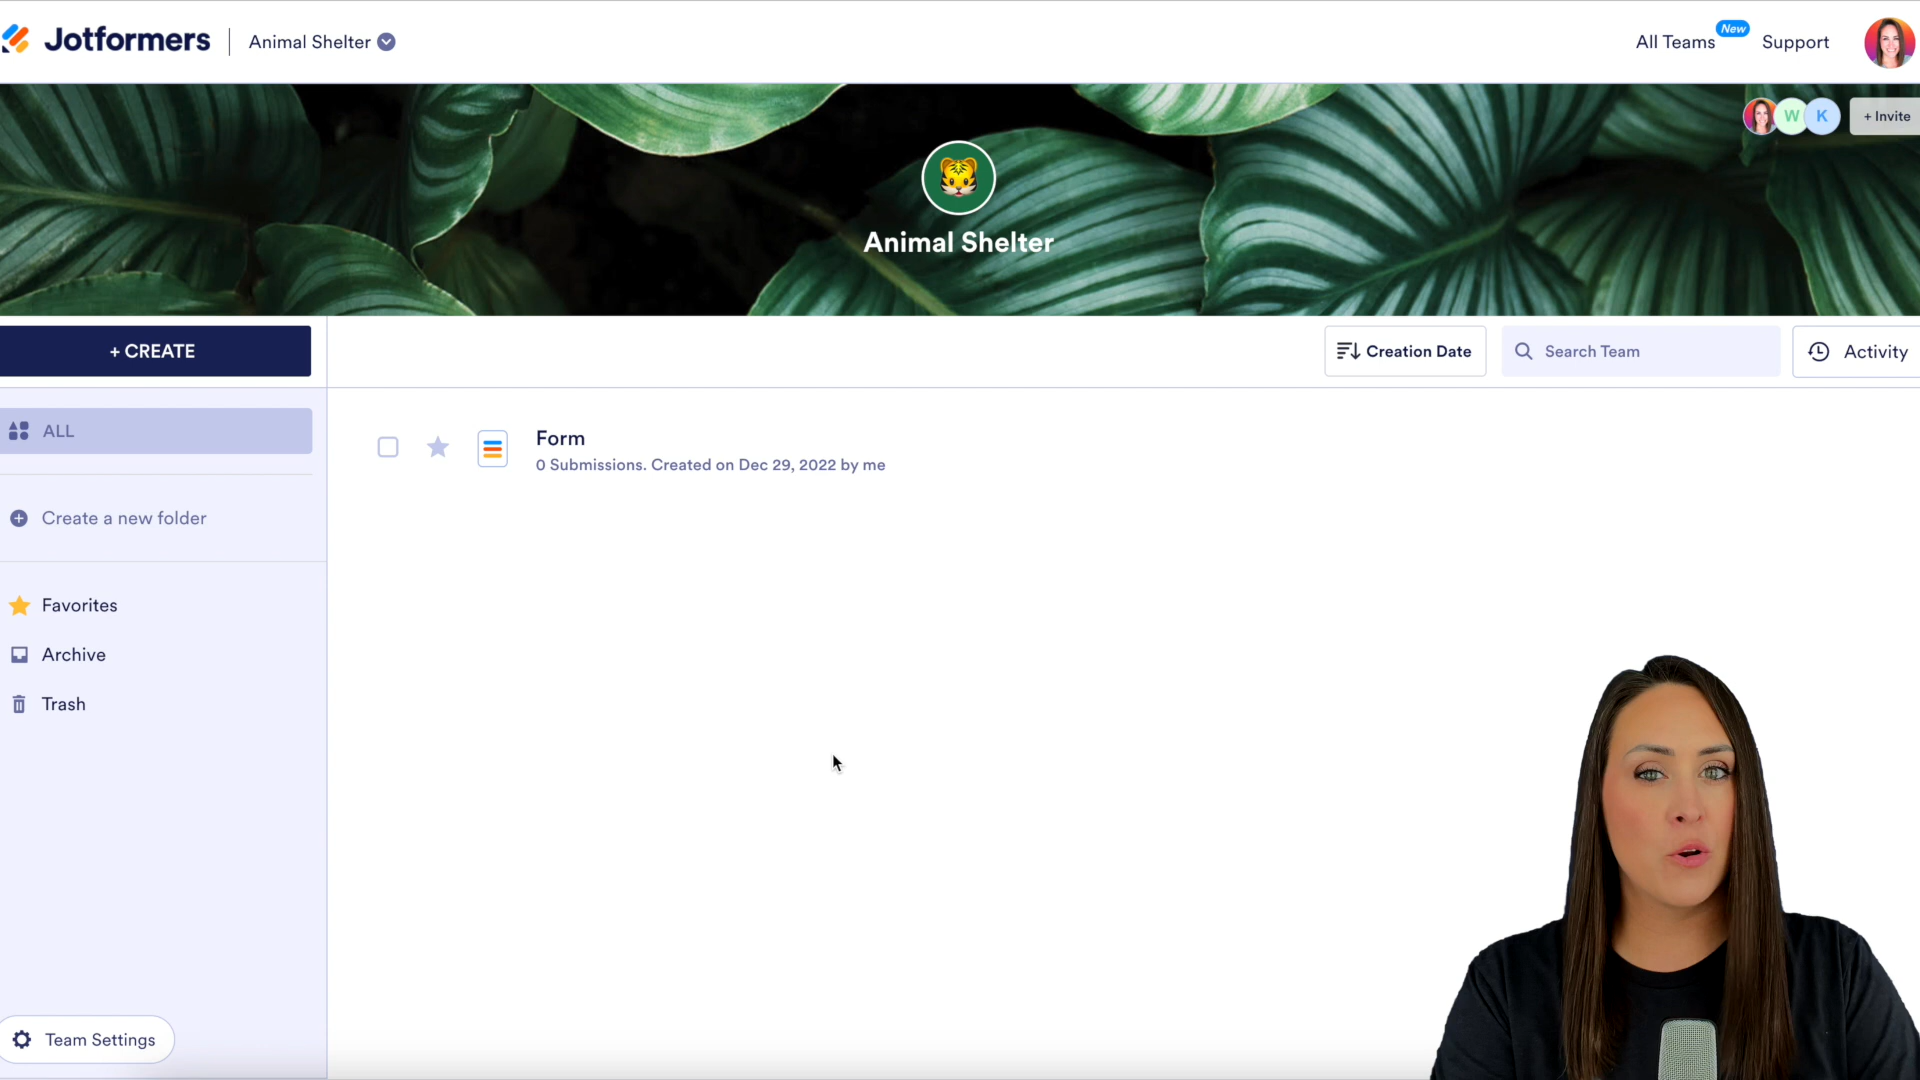 Jotformers
Animal Shelter
All Teams
New
Support
W
K
+ Invite
Animal Shelter
+ CREATE
Creation Date
Search Team
Activity
ALL
Form
0 Submissions. Created on Dec 29, 2022 by me
Create a new folder
Favorites
Archive
Trash
Team Settings